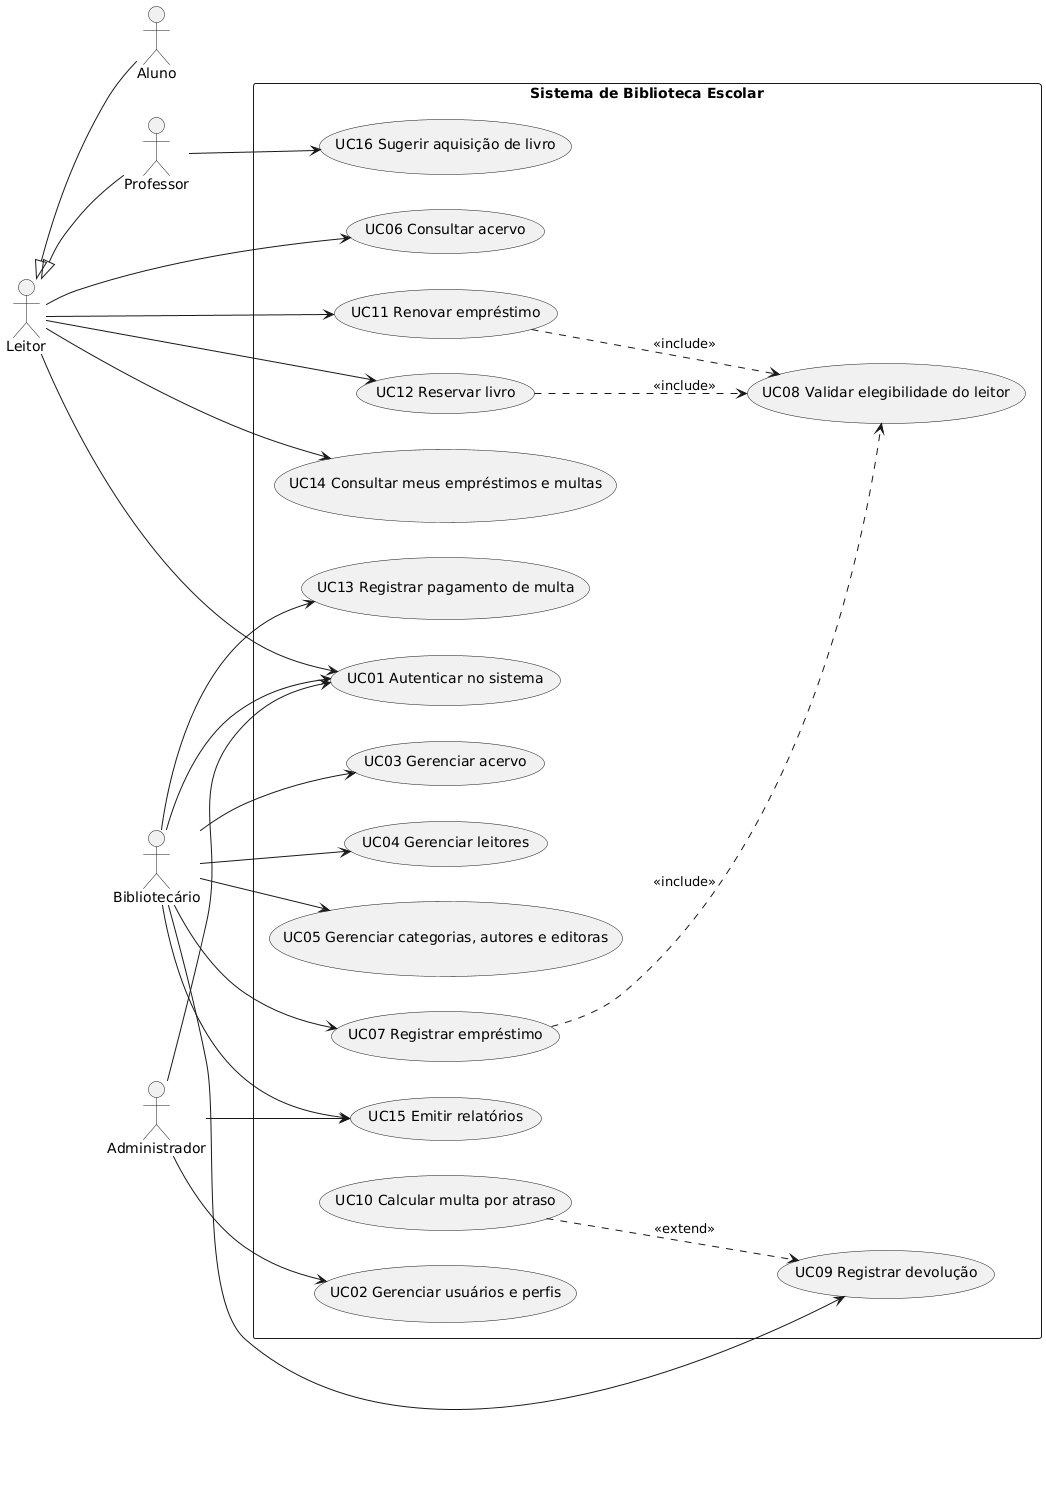 Aluno
Sistema de Biblioteca Escolar
UC16 Sugerir aquisição de livro
Professor
UC06 Consultar acervo
UC11 Renovar empréstimo
Leitor
«include»
«include»
UC12 Reservar livro
UC08 Validar elegibilidade do leitor
UC14 Consultar meus empréstimos e multas
UC13 Registrar pagamento de multa
UC01 Autenticar no sistema
UC03 Gerenciar acervo
UC04 Gerenciar leitores
«include»
Bibliotecário
UC05 Gerenciar categorias, autores e editoras
UC07 Registrar empréstimo
UC15 Emitir relatórios
Administrador
UC10 Calcular multa por atraso
«extend»
UC09 Registrar devolução
UC02 Gerenciar usuários e perfis